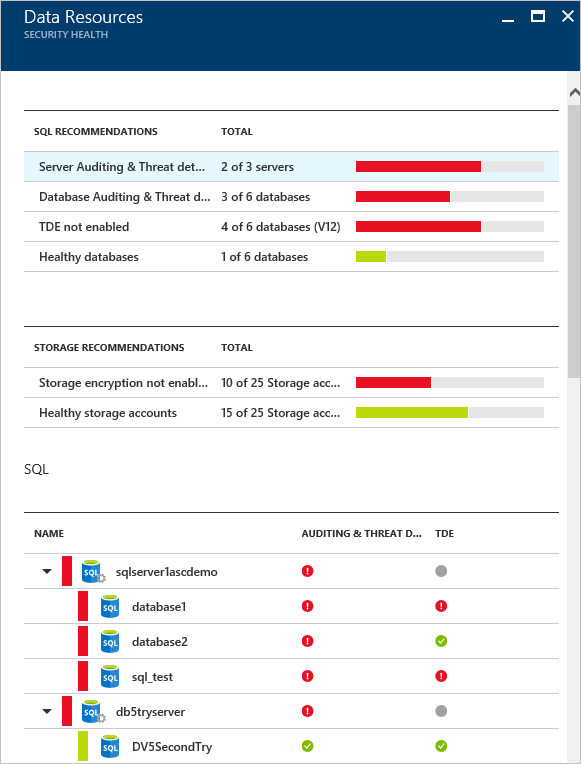 Data Resources
SECURITY HEALTH
SQL RECOMMENDATIONS TOTAL
Server Auditing & Threat det... 2 of 3 servers
Database Auditing & Threat d... 3 of 6 databases
TDE not enabled 4 of 6 databases (V12)
Healthy databases 1 of 6 databases
STORAGE RECOMMENDATIONS TOTAL
Storage encryption not enabl... 10 of 25 Storage acc...
Healthy storage accounts 15 of 25 Storage acc...
SQL
NAME AUDITING & THREAT D... TDE
SQL sqlserver1ascdemo
SQL database1
SQL database2
SQL sql_test
SQL db5tryserver
SQL DV5SecondTry